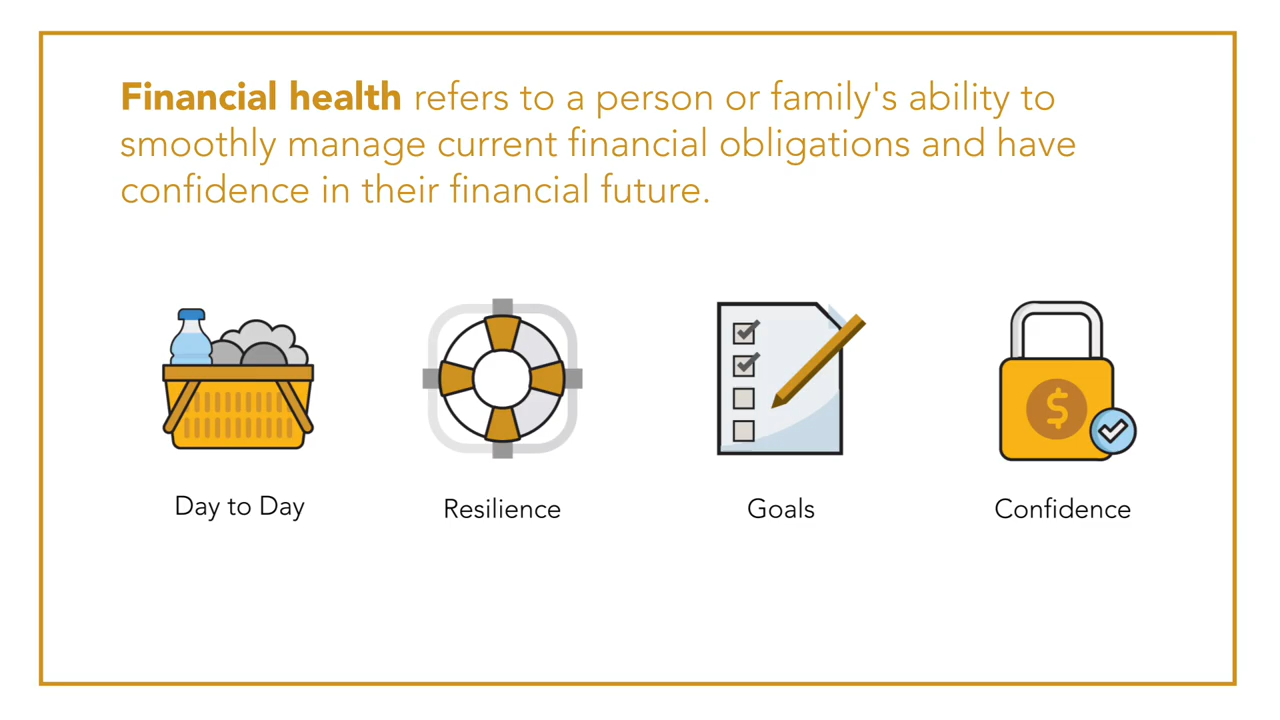 Financial health refers to a person or family's ability to
smoothly manage current financial obligations and have
confidence in their financial future.
$
Day to Day
Resilience
Goals
Confidence